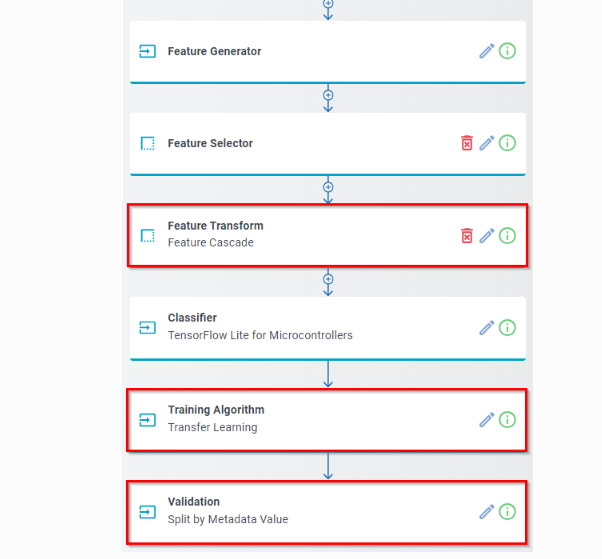 Feature Generator
Feature Selector
Feature Transform
Feature Cascade
Classifier
TensorFlow Lite for Microcontrollers
Training Algorithm
Transfer Learning
Validation
Split by Metadata Value